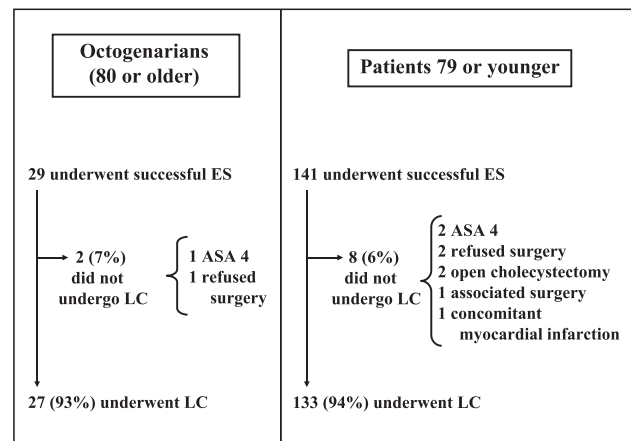 Octogenarians
(80 or older)
29 underwent successful ES
2 (7%)
did not
undergo LC
1 ASA 4
1 refused
surgery
27 (93%) underwent LC
Patients 79 or younger
141 underwent successful ES
8 (6%)
did not
undergo LC
2 ASA 4
2 refused surgery
2 open cholecystectomy
1 associated surgery
1 concomitant
myocardial infarction
133 (94%) underwent LC